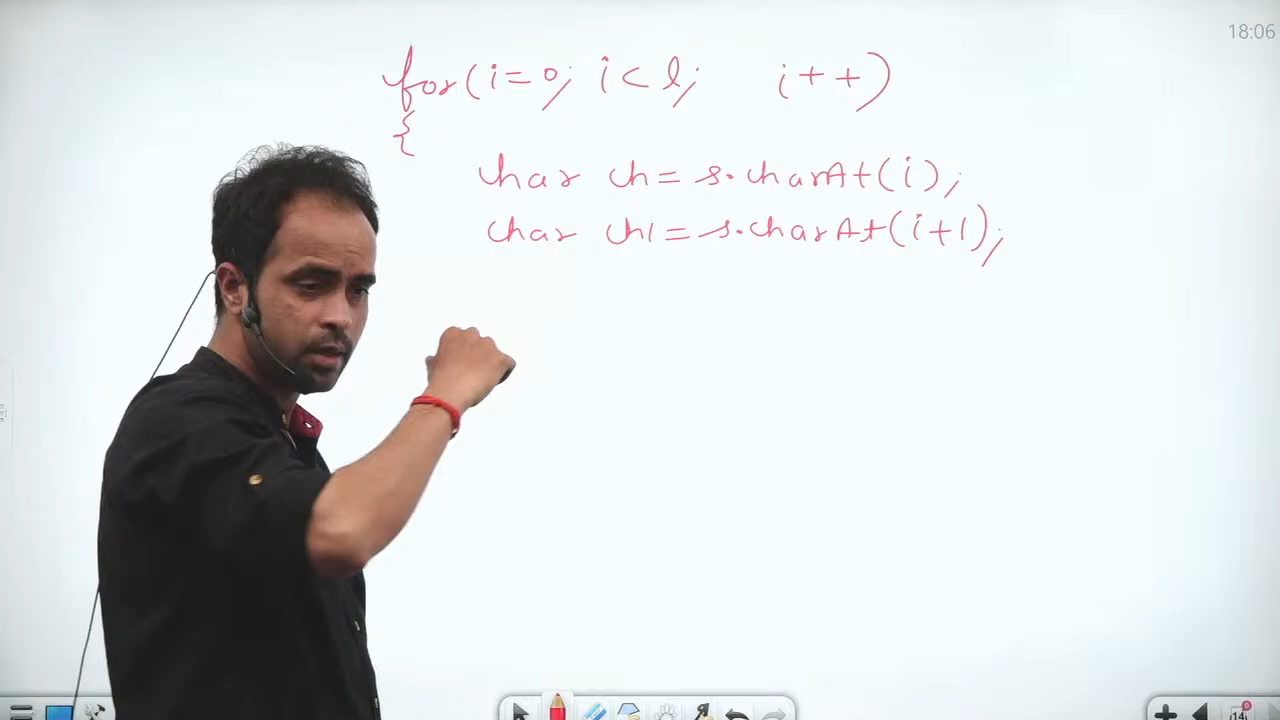 18:06
for(i=0; i<l; i++)
{
char ch=s.charAt(i);
char ch1=s.charAt(i+1);